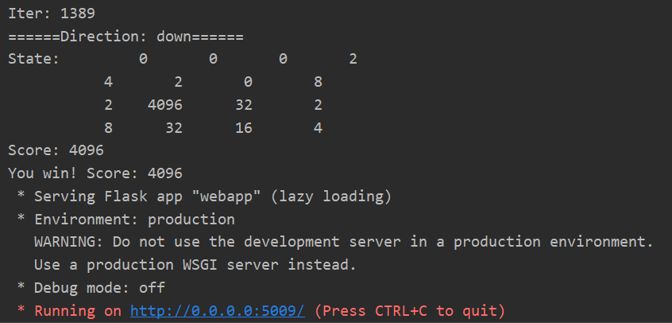 Iter: 1389
======Direction: down======
State: 0 0 0 2
4 2 0 8
2 4096 32 2
8 32 16 4
Score: 4096
You win! Score: 4096
* Serving Flask app "webapp" (lazy loading)
* Environment: production
WARNING: Do not use the development server in a production environment.
Use a production WSGI server instead.
* Debug mode: off
* Running on http://0.0.0.0:5009/ (Press CTRL+C to quit)